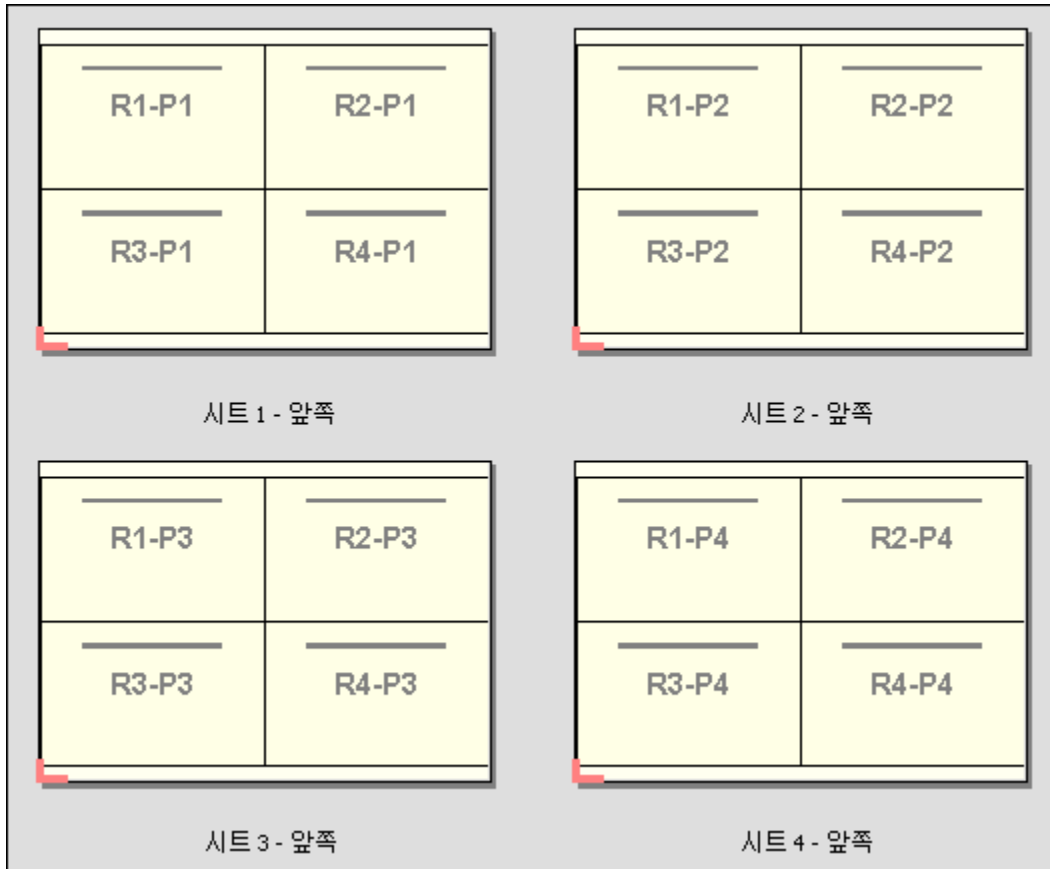 R1-P1 R2-P1
R3-P1 R4-P1
시트 1 - 앞쪽
R1-P2 R2-P2
R3-P2 R4-P2
시트 2 - 앞쪽
R1-P3 R2-P3
R3-P3 R4-P3
시트 3 - 앞쪽
R1-P4 R2-P4
R3-P4 R4-P4
시트 4 - 앞쪽